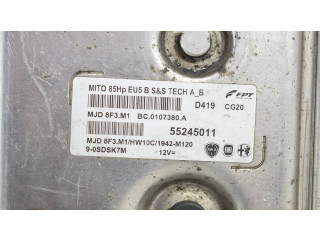 MITO 85Hp EU5 B S&S TECH A_B
FPT
D419 CG20
MJD 8F3.M1 BC.0107380.A
55245011
MJD 8F3.M1/HW10C/1942-M120
9-0SDSK7M 12V=